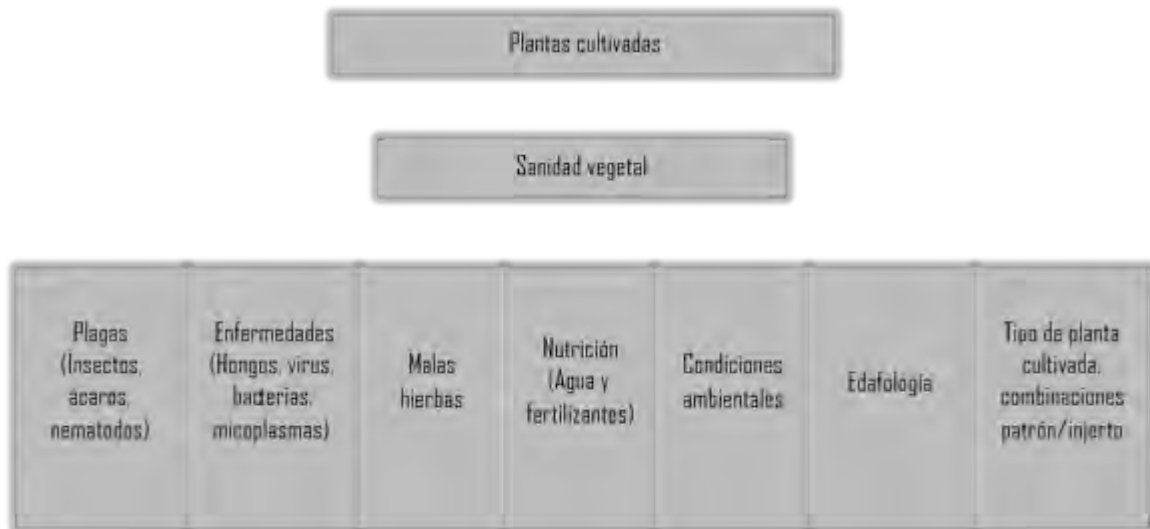 Plantas cultivadas
Sanidad vegetal
Plagas
(Insectos,
ácaros,
nematodos)
Enfermedades
(Hongos, virus,
bacterias,
micoplasmas)
Malas
hierbas
Nutrición
(Agua y
fertilizantes)
Condiciones
ambientales
Edafología
Tipo de planta
cultivada,
combinaciones
patrón/injerto